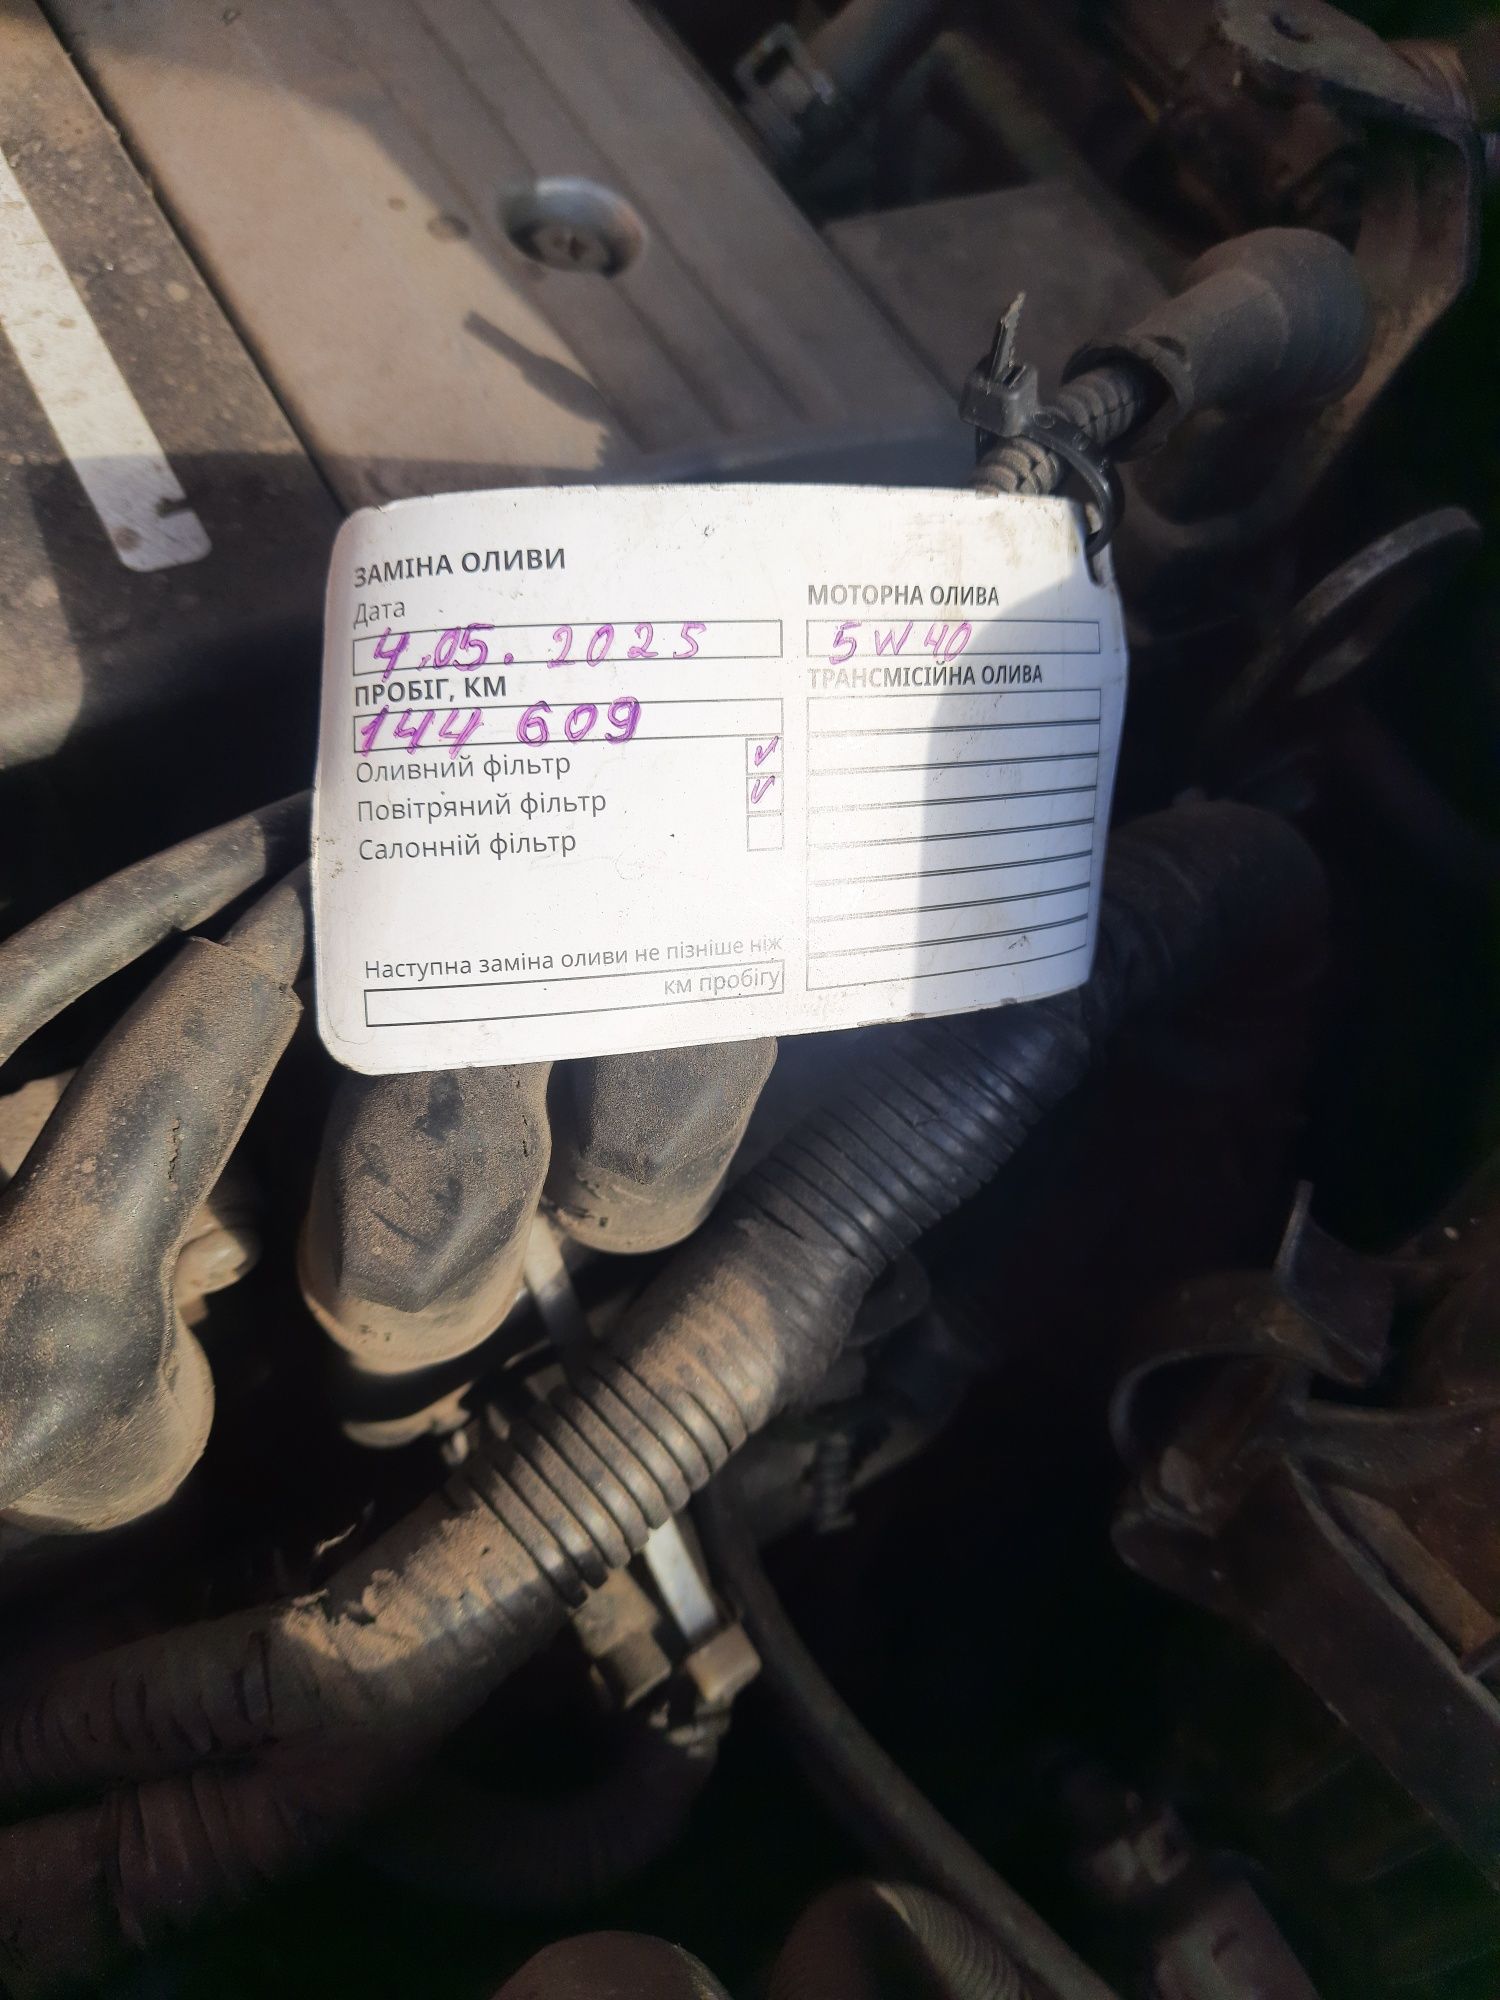 ЗАМІНА ОЛИВИ
Дата
4.05.2025
ПРОБІГ, КМ
144 609
Оливний фільтр
Повітряний фільтр
Салонній фільтр
Наступна заміна оливи не пізніше ніж
км пробігу
МОТОРНА ОЛИВА
5W40
ТРАНСМІСІЙНА ОЛИВА